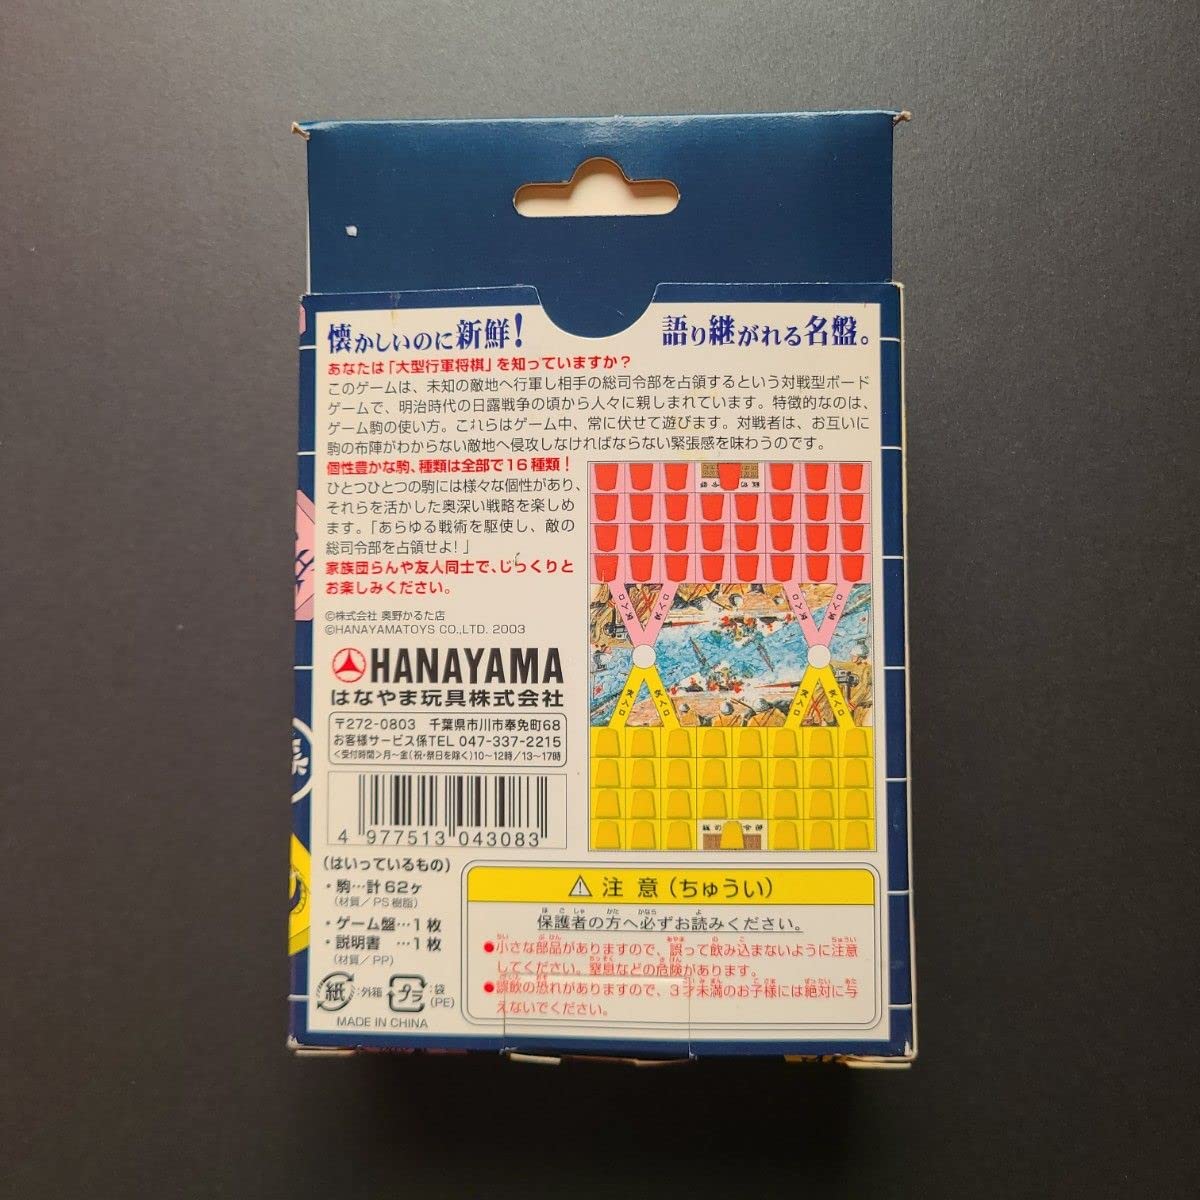 懐かしいのに新鮮!
語り継がれる名盤。
あなたは「大型行軍将棋」を知っていますか?
このゲームは、未知の敵地へ行軍し相手の総司令部を占領するという対戦型ボード
ゲームで、明治時代の日露戦争の頃から人々に親しまれています。特徴的なのは、
ゲーム駒の使い方。これらはゲーム中、常に伏せて遊びます。対戦者は、お互いに
駒の布陣がわからない敵地へ侵攻しなければならない緊張感を味わうのです。
個性豊かな駒、種類は全部で16種類!
ひとつひとつの駒には様々な個性があり、
それらを活かした奥深い戦略を楽しめ
ます。「あらゆる戦術を駆使し、敵の
総司令部を占領せよ!」
家族団らんや友人同士で、じっくりと
お楽しみください。
©株式会社 奥野かるた店
©HANAYAMATOYS CO.,LTD. 2003
HANAYAMA
はなやま玩具株式会社
〒272-0803 千葉県市川市奉免町68
お客様サービス係TEL 047-337-2215
<受付時間>月~金(祝・祭日を除く)10~12時/13~17時
4 977513 043083
(はいっているもの)
・駒…計62ヶ
(材質/PS樹脂)
・ゲーム盤…1枚
・説明書 …1枚
(材質/PP)
紙:外箱 プラ:袋(PE)
MADE IN CHINA
突入口 突入口 突入口 突入口
突入口 突入口 突入口 突入口
注意(ちゅうい)
保護者の方へ必ずお読みください。
●小さな部品がありますので、誤って飲み込まないように注意
してください。窒息などの危険があります。
●誤飲の恐れがありますので、3才未満のお子様には絶対に与
えないでください。